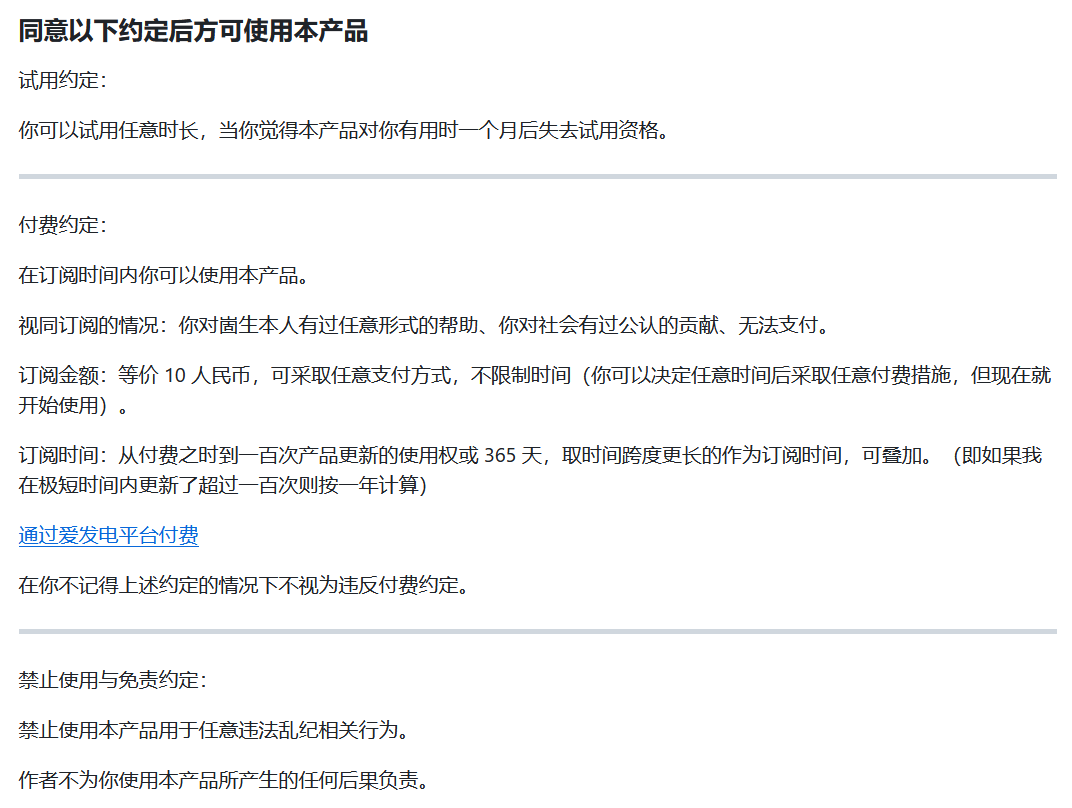 同意以下约定后方可使用本产品
试用约定：
你可以试用任意时长，当你觉得本产品对你有用时一个月后失去试用资格。
付费约定：
在订阅时间内你可以使用本产品。
视同订阅的情况：你对崮生本人有过任意形式的帮助、你对社会有过公认的贡献、无法支付。
订阅金额：等价 10 人民币，可采取任意支付方式，不限制时间（你可以决定任意时间后采取任意付费措施，但现在就
开始使用）。
订阅时间：从付费之时到一百次产品更新的使用权或 365 天，取时间跨度更长的作为订阅时间，可叠加。（即如果我
在极短时间内更新了超过一百次则按一年计算）
通过爱发电平台付费
在你不记得上述约定的情况下不视为违反付费约定。
禁止使用与免责约定：
禁止使用本产品用于任意违法乱纪相关行为。
作者不为你使用本产品所产生的任何后果负责。